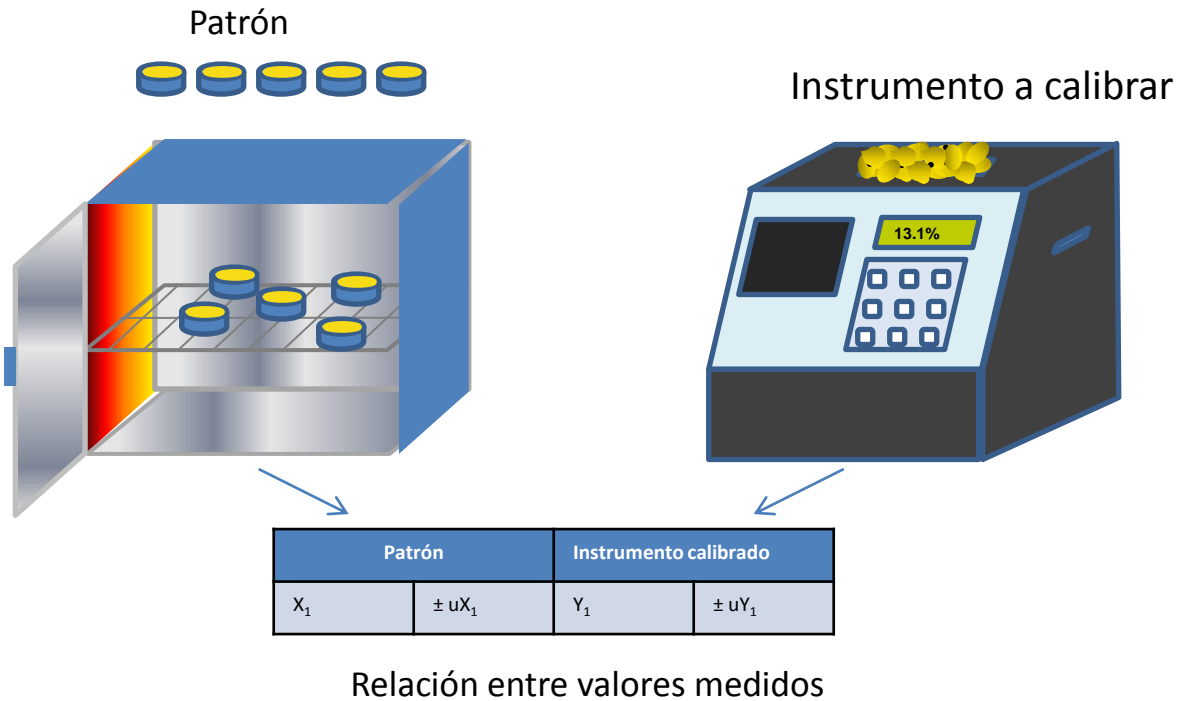 Patrón
Instrumento a calibrar
13.1%
Patrón Instrumento calibrado
X₁ ± uX₁ Y₁ ± uY₁
Relación entre valores medidos